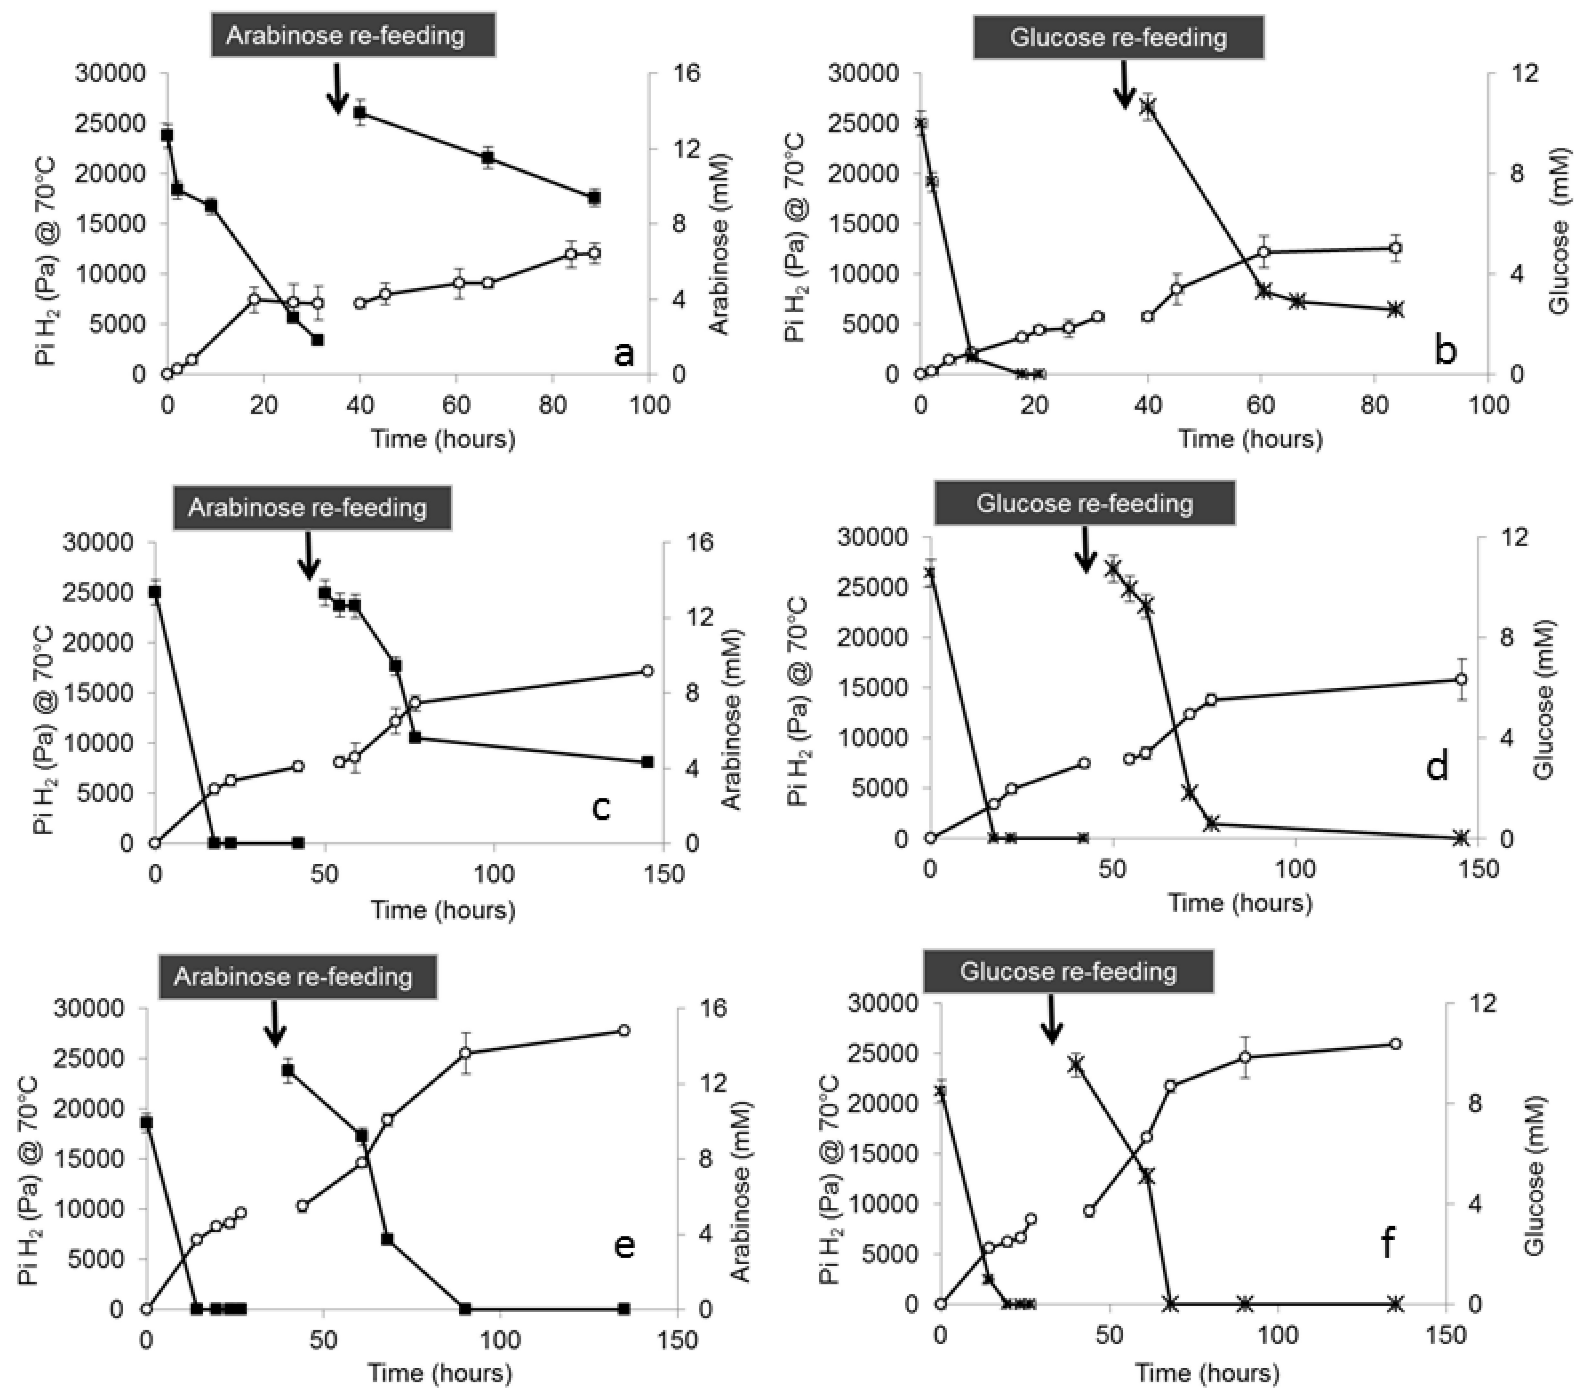 Arabinose re-feeding
30000
25000
20000
15000
10000
5000
0
Pi H2 (Pa) @ 70°C
16
12
8
4
0
Arabinose (mM)
a
0 20 40 60 80 100
Time (hours)
Glucose re-feeding
30000
25000
20000
15000
10000
5000
0
Pi H2 (Pa) @ 70°C
12
8
4
0
Glucose (mM)
b
0 20 40 60 80 100
Time (hours)
Arabinose re-feeding
30000
25000
20000
15000
10000
5000
0
Pi H2 (Pa) @ 70°C
16
12
8
4
0
Arabinose (mM)
c
0 50 100 150
Time (hours)
Glucose re-feeding
30000
25000
20000
15000
10000
5000
0
Pi H2 (Pa) @ 70°C
12
8
4
0
Glucose (mM)
d
0 50 100 150
Time (hours)
Arabinose re-feeding
30000
25000
20000
15000
10000
5000
0
Pi H2 (Pa) @ 70°C
16
12
8
4
0
Arabinose (mM)
e
0 50 100 150
Time (hours)
Glucose re-feeding
30000
25000
20000
15000
10000
5000
0
Pi H2 (Pa) @ 70°C
12
8
4
0
Glucose (mM)
f
0 50 100 150
Time (hours)